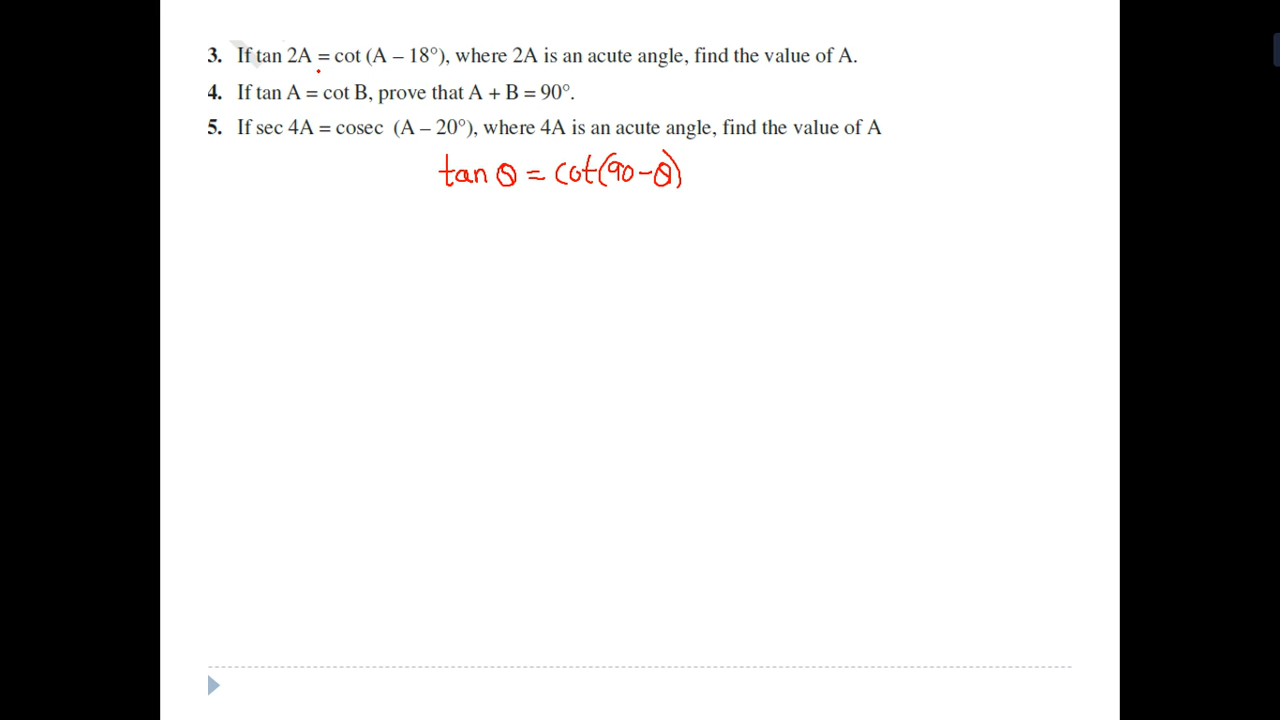 3. If tan 2A = cot (A – 18°), where 2A is an acute angle, find the value of A.
4. If tan A = cot B, prove that A + B = 90°.
5. If sec 4A = cosec (A – 20°), where 4A is an acute angle, find the value of A
tan θ = cot(90-θ)